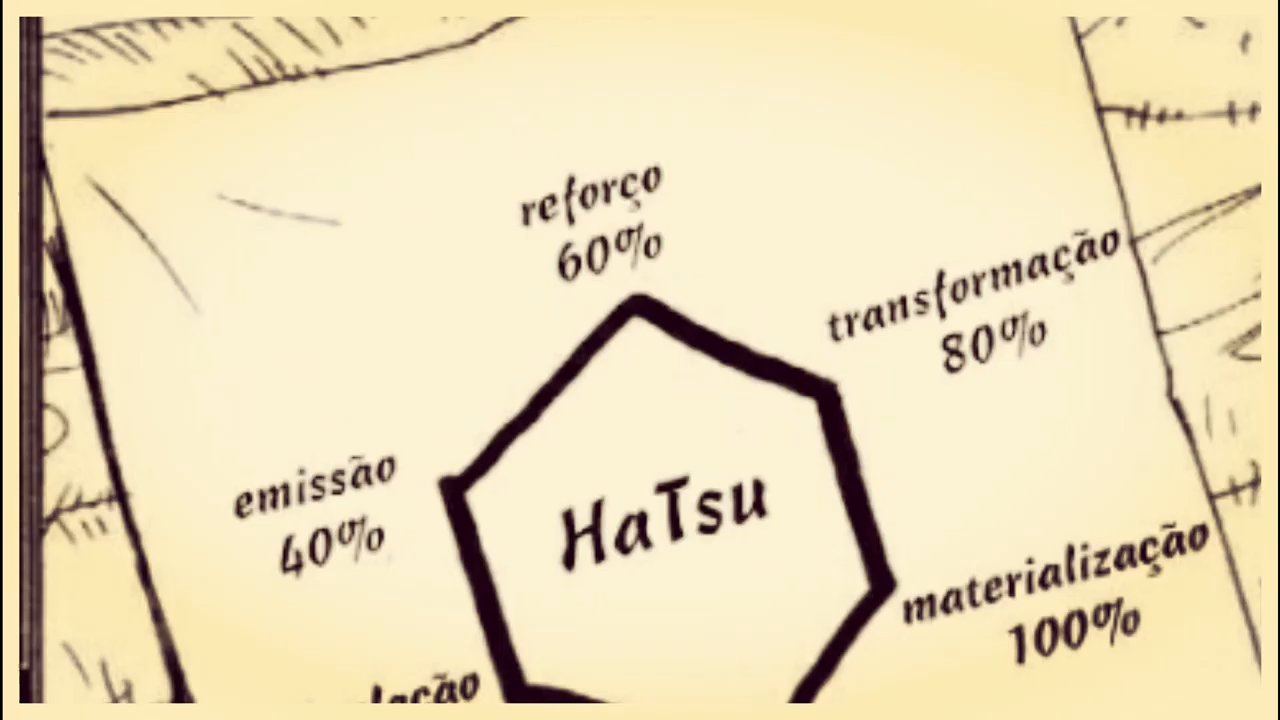 reforço
60%
transformação
80%
emissão
40%
HaTsu
materialização
100%